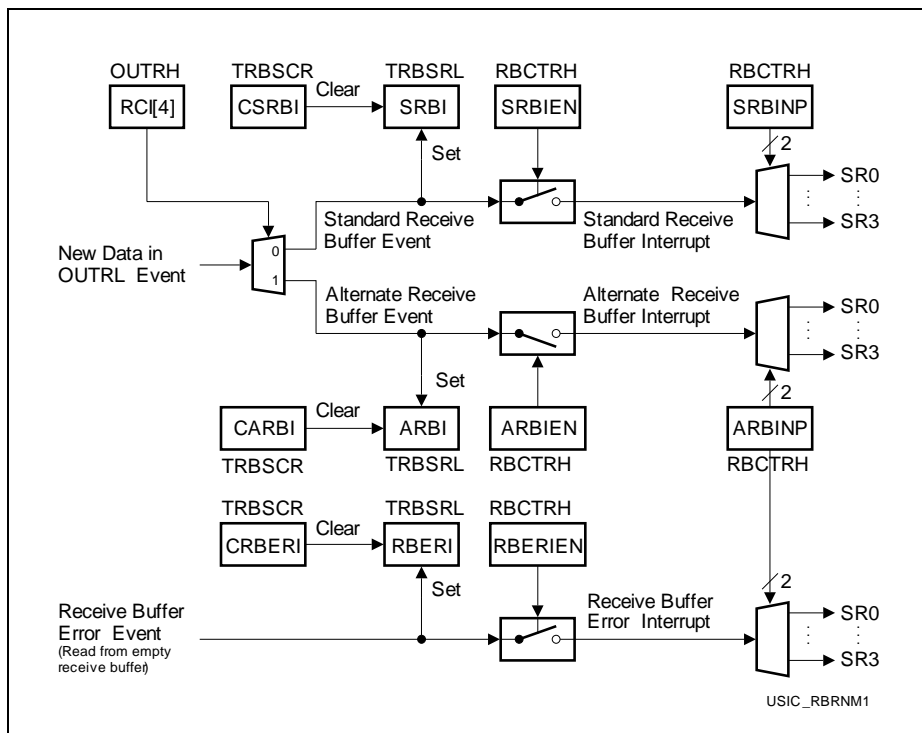 OUTRH
TRBSCR
TRBSRL
RBCTRH
RBCTRH
RCI[4]
CSRBI
Clear
SRBI
SRBIEN
SRBINP
Set
2
SR0
SR3
Standard Receive
Buffer Event
Standard Receive
Buffer Interrupt
New Data in
OUTRL Event
0
1
Alternate Receive
Buffer Event
Alternate Receive
Buffer Interrupt
SR0
SR3
Set
2
CARBI
Clear
ARBI
ARBIEN
ARBINP
TRBSCR
TRBSRL
RBCTRH
RBCTRH
TRBSCR
TRBSRL
RBCTRH
CRBERI
Clear
RBERI
RBERIEN
Set
2
Receive Buffer
Error Event
(Read from empty
receive buffer)
Receive Buffer
Error Interrupt
SR0
SR3
USIC_RBRNM1